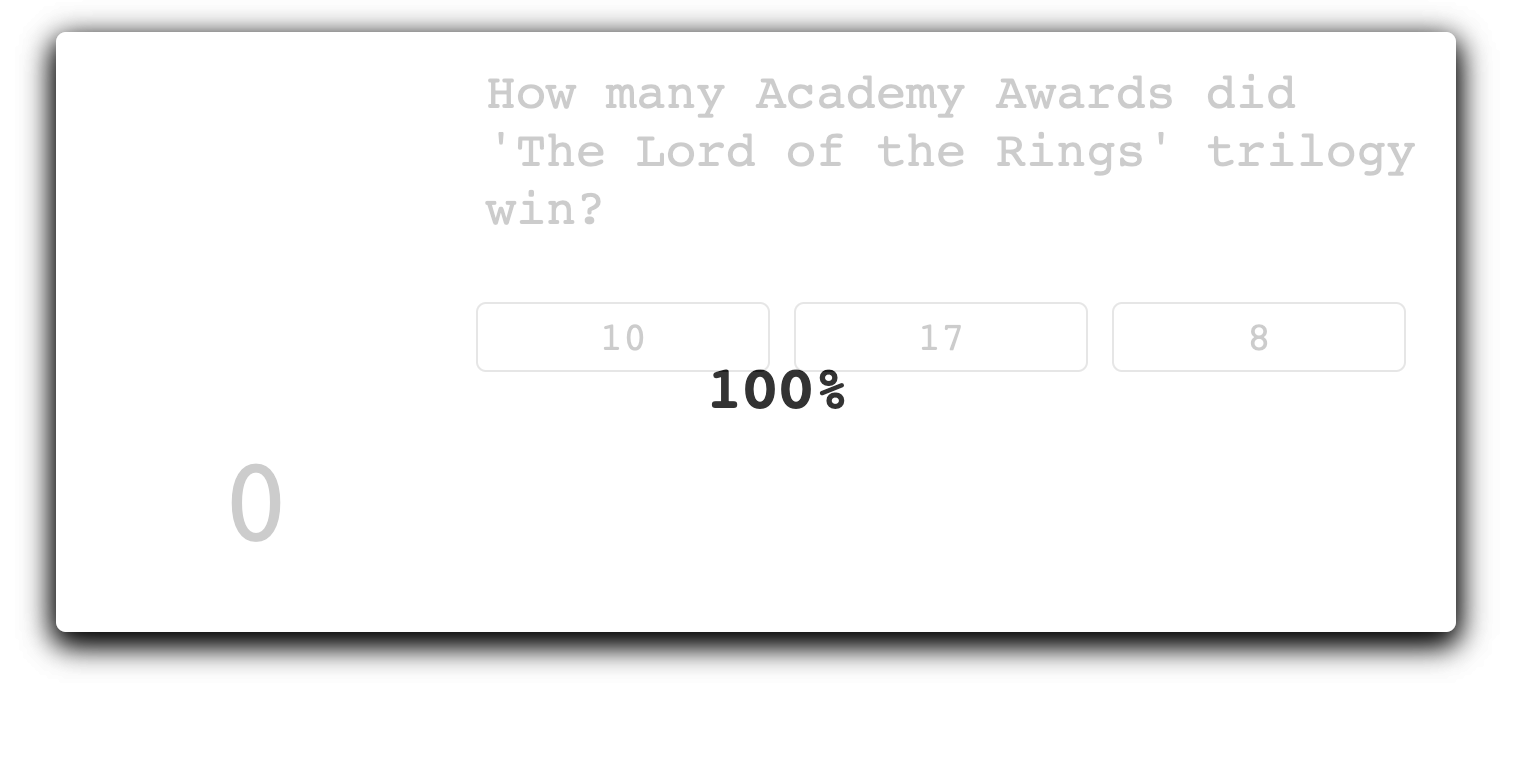 How many Academy Awards did
'The Lord of the Rings' trilogy
win?
10 17 8
100%
0